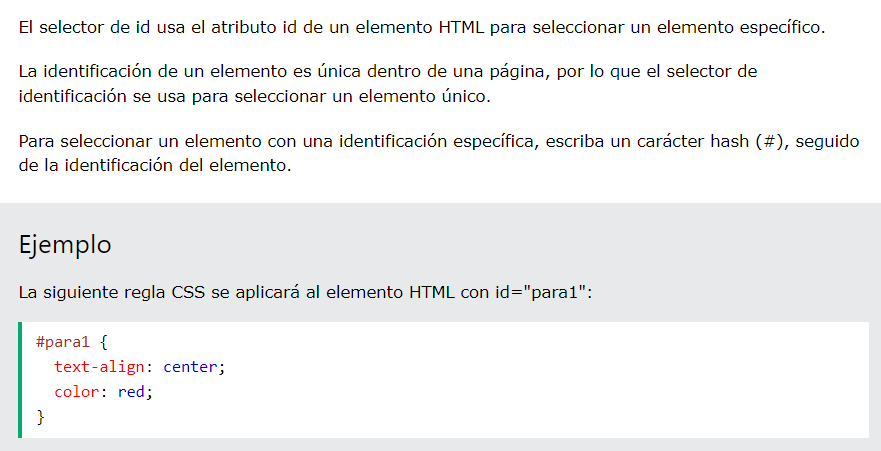 El selector de id usa el atributo id de un elemento HTML para seleccionar un elemento específico.
La identificación de un elemento es única dentro de una página, por lo que el selector de
identificación se usa para seleccionar un elemento único.
Para seleccionar un elemento con una identificación específica, escriba un carácter hash (#), seguido
de la identificación del elemento.
Ejemplo
La siguiente regla CSS se aplicará al elemento HTML con id="para1":
#para1 {
  text-align: center;
  color: red;
}